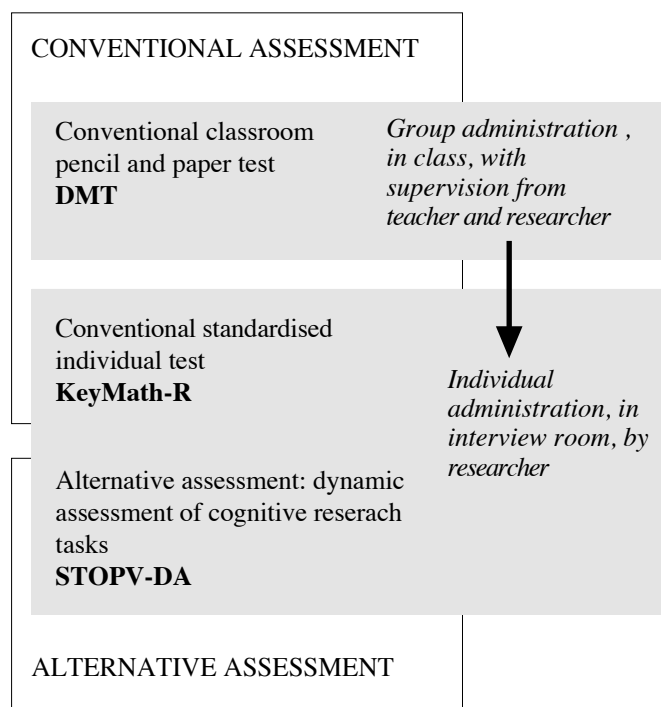 CONVENTIONAL ASSESSMENT
Conventional classroom
pencil and paper test
DMT
Group administration ,
in class, with
supervision from
teacher and researcher
Conventional standardised
individual test
KeyMath-R
Individual
administration, in
interview room, by
researcher
Alternative assessment: dynamic
assessment of cognitive reserach
tasks
STOPV-DA
ALTERNATIVE ASSESSMENT